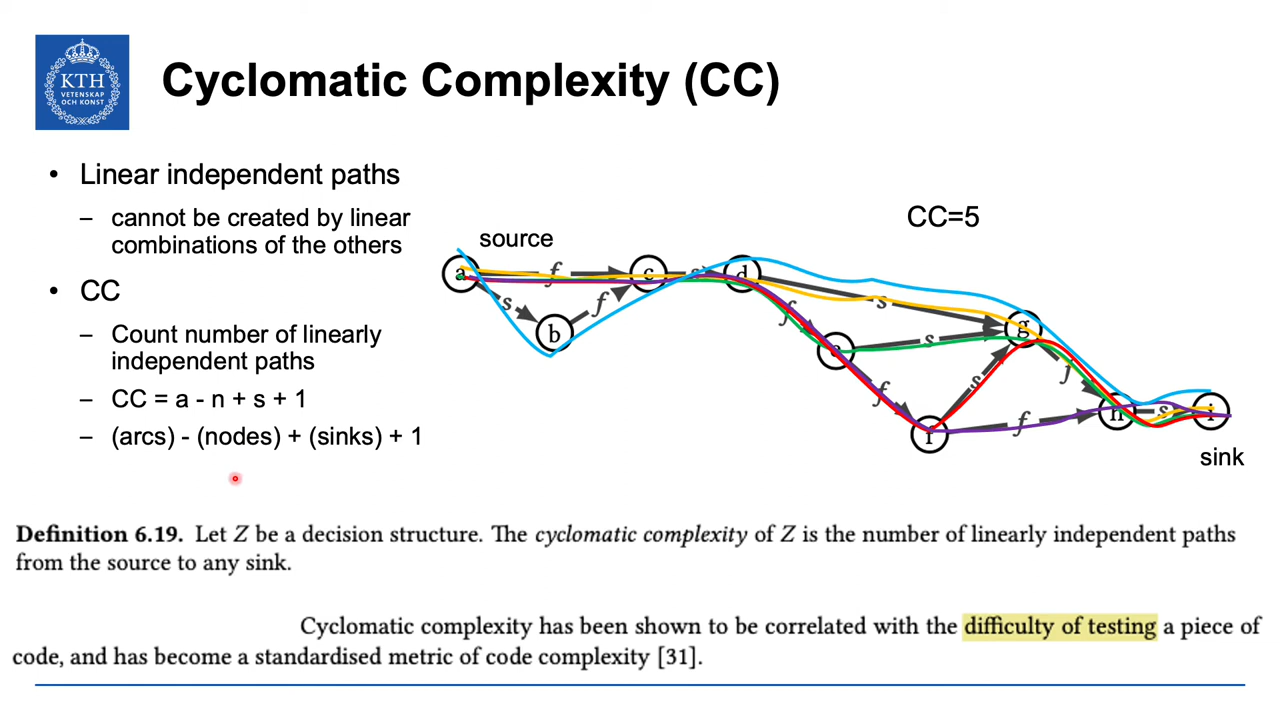 KTH
VETENSKAP
OCH KONST
Cyclomatic Complexity (CC)
• Linear independent paths
– cannot be created by linear
combinations of the others
• CC
– Count number of linearly
independent paths
– CC = a - n + s + 1
– (arcs) - (nodes) + (sinks) + 1
CC=5
source
a f c s d
s b f
f s g
e s
f s j
f f h s i
sink
Definition 6.19. Let Z be a decision structure. The cyclomatic complexity of Z is the number of linearly independent paths
from the source to any sink.
Cyclomatic complexity has been shown to be correlated with the difficulty of testing a piece of
code, and has become a standardised metric of code complexity [31].